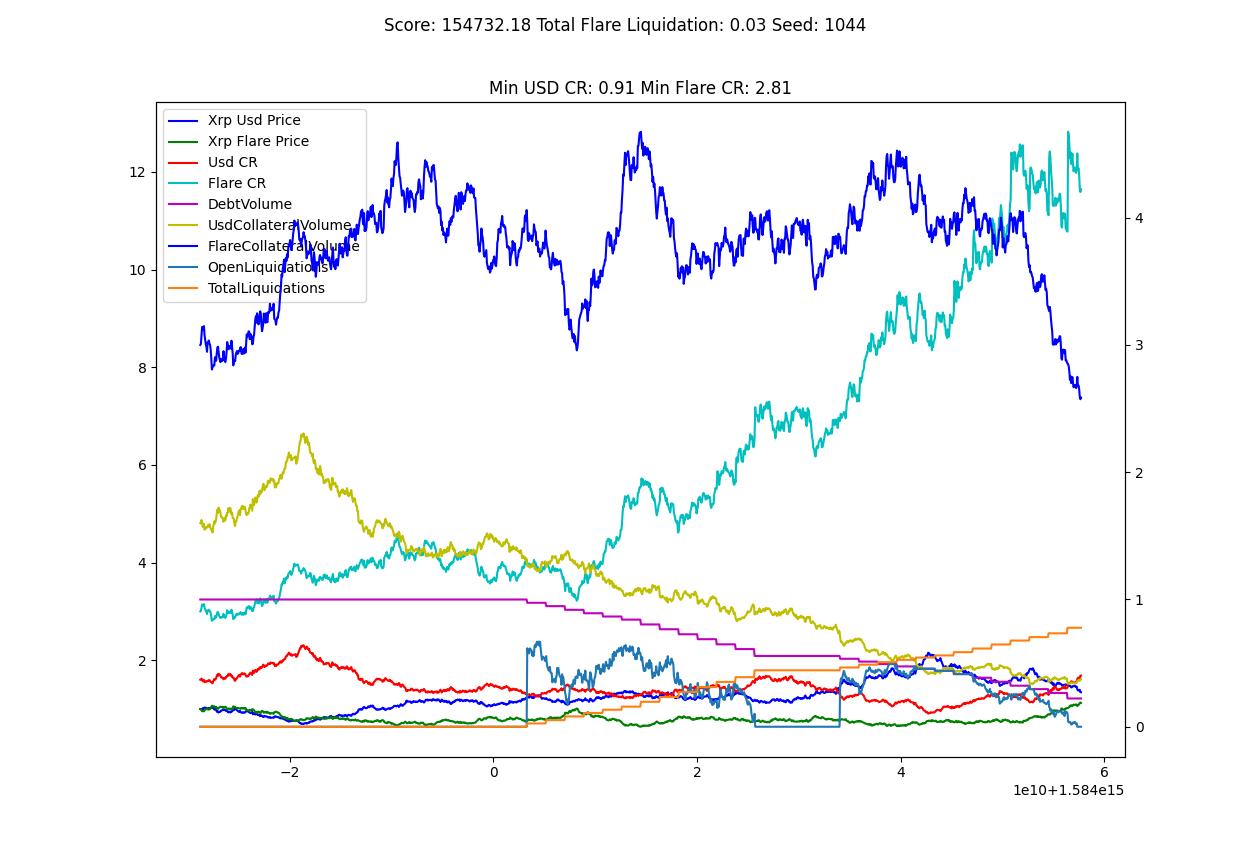 Score: 154732.18 Total Flare Liquidation: 0.03 Seed: 1044
Min USD CR: 0.91 Min Flare CR: 2.81
Xrp Usd Price
Xrp Flare Price
Usd CR
Flare CR
DebtVolume
UsdCollateralVolume
FlareCollateralVolume
OpenLiquidations
TotalLiquidations
12
10
8
6
4
2
4
3
2
1
0
−2
0
2
4
6
1e10+1.584e15